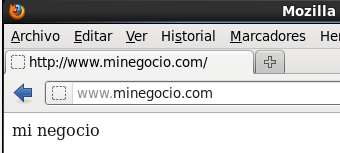 Mozilla
Archivo Editar Ver Historial Marcadores
http://www.minegocio.com/
www.minegocio.com
mi negocio